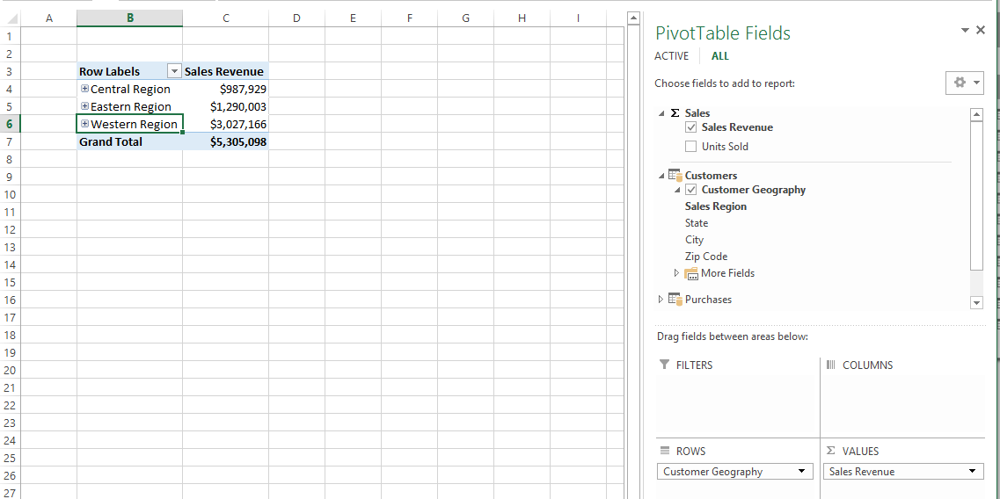 A B C D E F G H I
1
2
3 Row Labels Sales Revenue
4 Central Region $987,929
5 Eastern Region $1,290,003
6 Western Region $3,027,166
7 Grand Total $5,305,098
8
9
10
11
12
13
14
15
16
17
18
19
20
21
22
23
24
25
26
27
PivotTable Fields
ACTIVE ALL
Choose fields to add to report:
Σ Sales
Sales Revenue
Units Sold
Customers
Customer Geography
Sales Region
State
City
Zip Code
More Fields
Purchases
Drag fields between areas below:
FILTERS COLUMNS
ROWS Σ VALUES
Customer Geography Sales Revenue